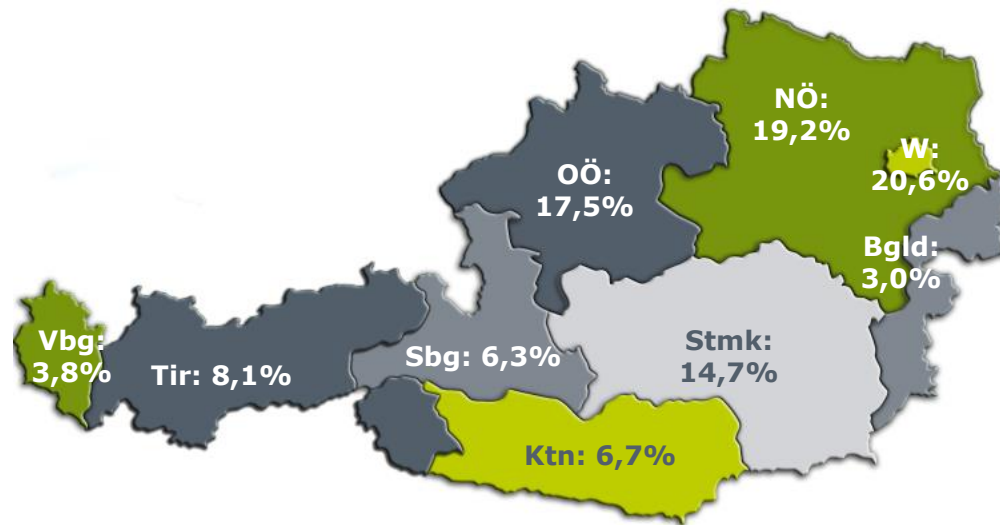 NÖ:
19,2%
W:
20,6%
OÖ:
17,5%
Bgld:
3,0%
Vbg:
3,8%
Tir: 8,1%
Sbg: 6,3%
Stmk:
14,7%
Ktn: 6,7%